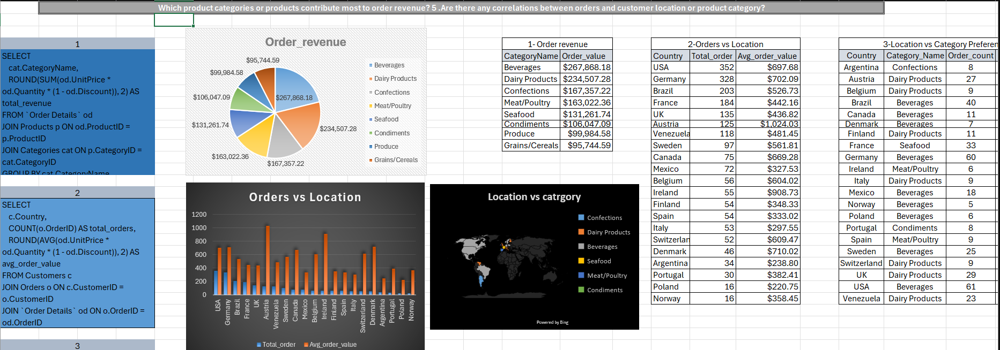 Which product categories or products contribute most to order revenue? 5 .Are there any correlations between orders and customer location or product category?
1
SELECT
cat.CategoryName,
ROUND(SUM(od.UnitPrice *
od.Quantity * (1 - od.Discount)), 2) AS
total_revenue
FROM `Order Details` od
JOIN Products p ON od.ProductID =
p.ProductID
JOIN Categories cat ON p.CategoryID =
cat.CategoryID
GROUP BY cat.CategoryName
2
SELECT
c.Country,
COUNT(o.OrderID) AS total_orders,
ROUND(AVG(od.UnitPrice *
od.Quantity * (1 - od.Discount)), 2) AS
avg_order_value
FROM Customers c
JOIN Orders o ON c.CustomerID =
o.CustomerID
JOIN `Order Details` od ON o.OrderID =
od.OrderID
3
Order_revenue
$95,744.59
$99,984.58
$106,047.09
$131,261.74
$163,022.36
$167,357.22
$234,507.28
$267,868.18
Beverages
Dairy Products
Confections
Meat/Poultry
Seafood
Condiments
Produce
Grains/Cereals
Orders vs Location
1200
1000
800
600
400
200
0
USA
Germany
Brazil
France
UK
Austria
Venezuela
Sweden
Canada
Mexico
Belgium
Ireland
Finland
Spain
Italy
Switzerland
Denmark
Argentina
Portugal
Poland
Norway
Total_order Avg_order_value
Location vs catrgory
Confections
Dairy Products
Beverages
Seafood
Meat/Poultry
Condiments
Powered by Bing
1- Order revenue
CategoryName Order_value
Beverages $267,868.18
Dairy Products $234,507.28
Confections $167,357.22
Meat/Poultry $163,022.36
Seafood $131,261.74
Condiments $106,047.09
Produce $99,984.58
Grains/Cereals $95,744.59
2-Orders vs Location
Country Total_order Avg_order_value
USA 352 $697.68
Germany 328 $702.09
Brazil 203 $526.73
France 184 $442.16
UK 135 $436.82
Austria 125 $1,024.03
Venezuela 118 $481.45
Sweden 97 $561.81
Canada 75 $669.28
Mexico 72 $327.53
Belgium 56 $604.02
Ireland 55 $908.73
Finland 54 $348.33
Spain 54 $333.02
Italy 53 $297.55
Switzerlan 52 $609.47
Denmark 46 $710.02
Argentina 34 $238.80
Portugal 30 $382.41
Poland 16 $220.75
Norway 16 $358.45
3-Location vs Category Preferen
Country Category_Name Order_count
Argentina Confections 8
Austria Dairy Products 27
Belgium Dairy Products 9
Brazil Beverages 40
Canada Beverages 11
Denmark Beverages 7
Finland Dairy Products 11
France Seafood 33
Germany Beverages 60
Ireland Meat/Poultry 6
Italy Dairy Products 9
Mexico Beverages 18
Norway Beverages 5
Poland Beverages 6
Portugal Condiments 8
Spain Meat/Poultry 9
Sweden Beverages 25
Switzerland Dairy Products 9
UK Dairy Products 29
USA Beverages 61
Venezuela Dairy Products 23